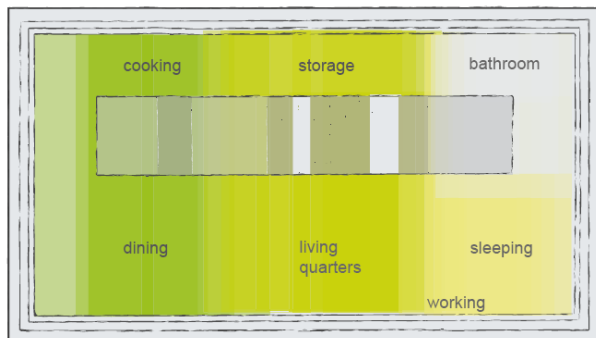 cooking
storage
bathroom
dining
living
quarters
sleeping
working